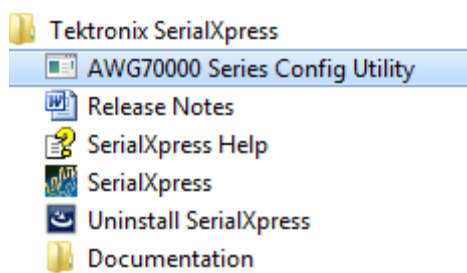 Tektronix SerialXpress
AWG70000 Series Config Utility
Release Notes
SerialXpress Help
SerialXpress
Uninstall SerialXpress
Documentation